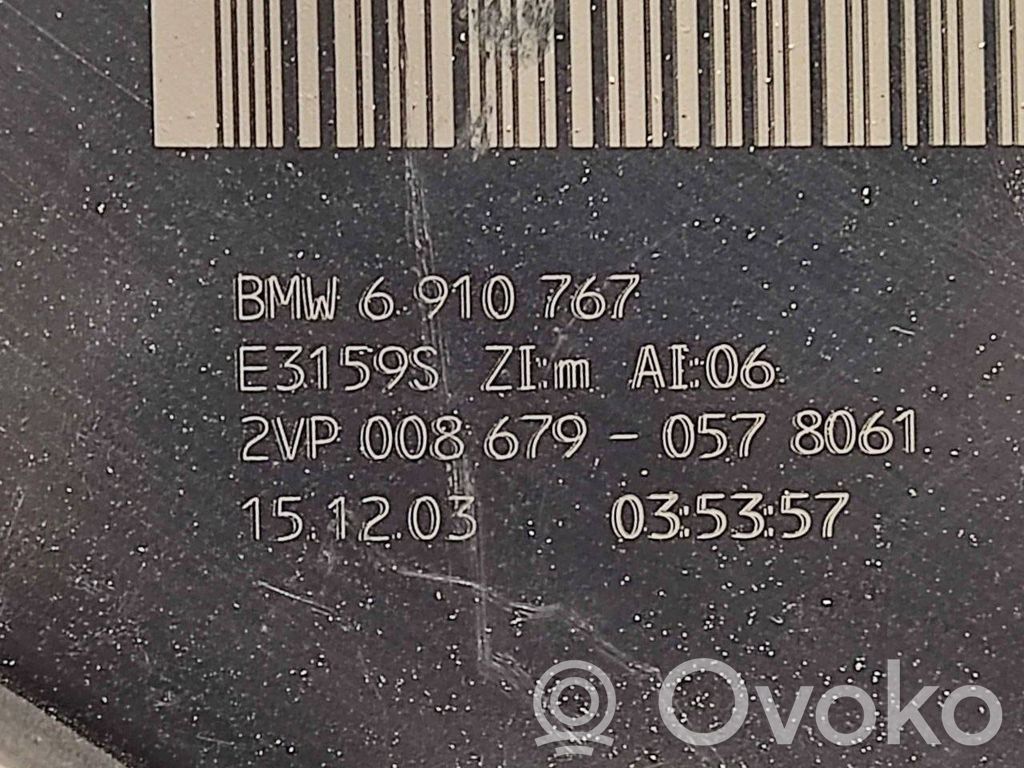 BMW 6 910 767
E3159S ZI:m AI:06
2VP 008 679 - 057 8061
15.12.03 03:53:57
Ovoko